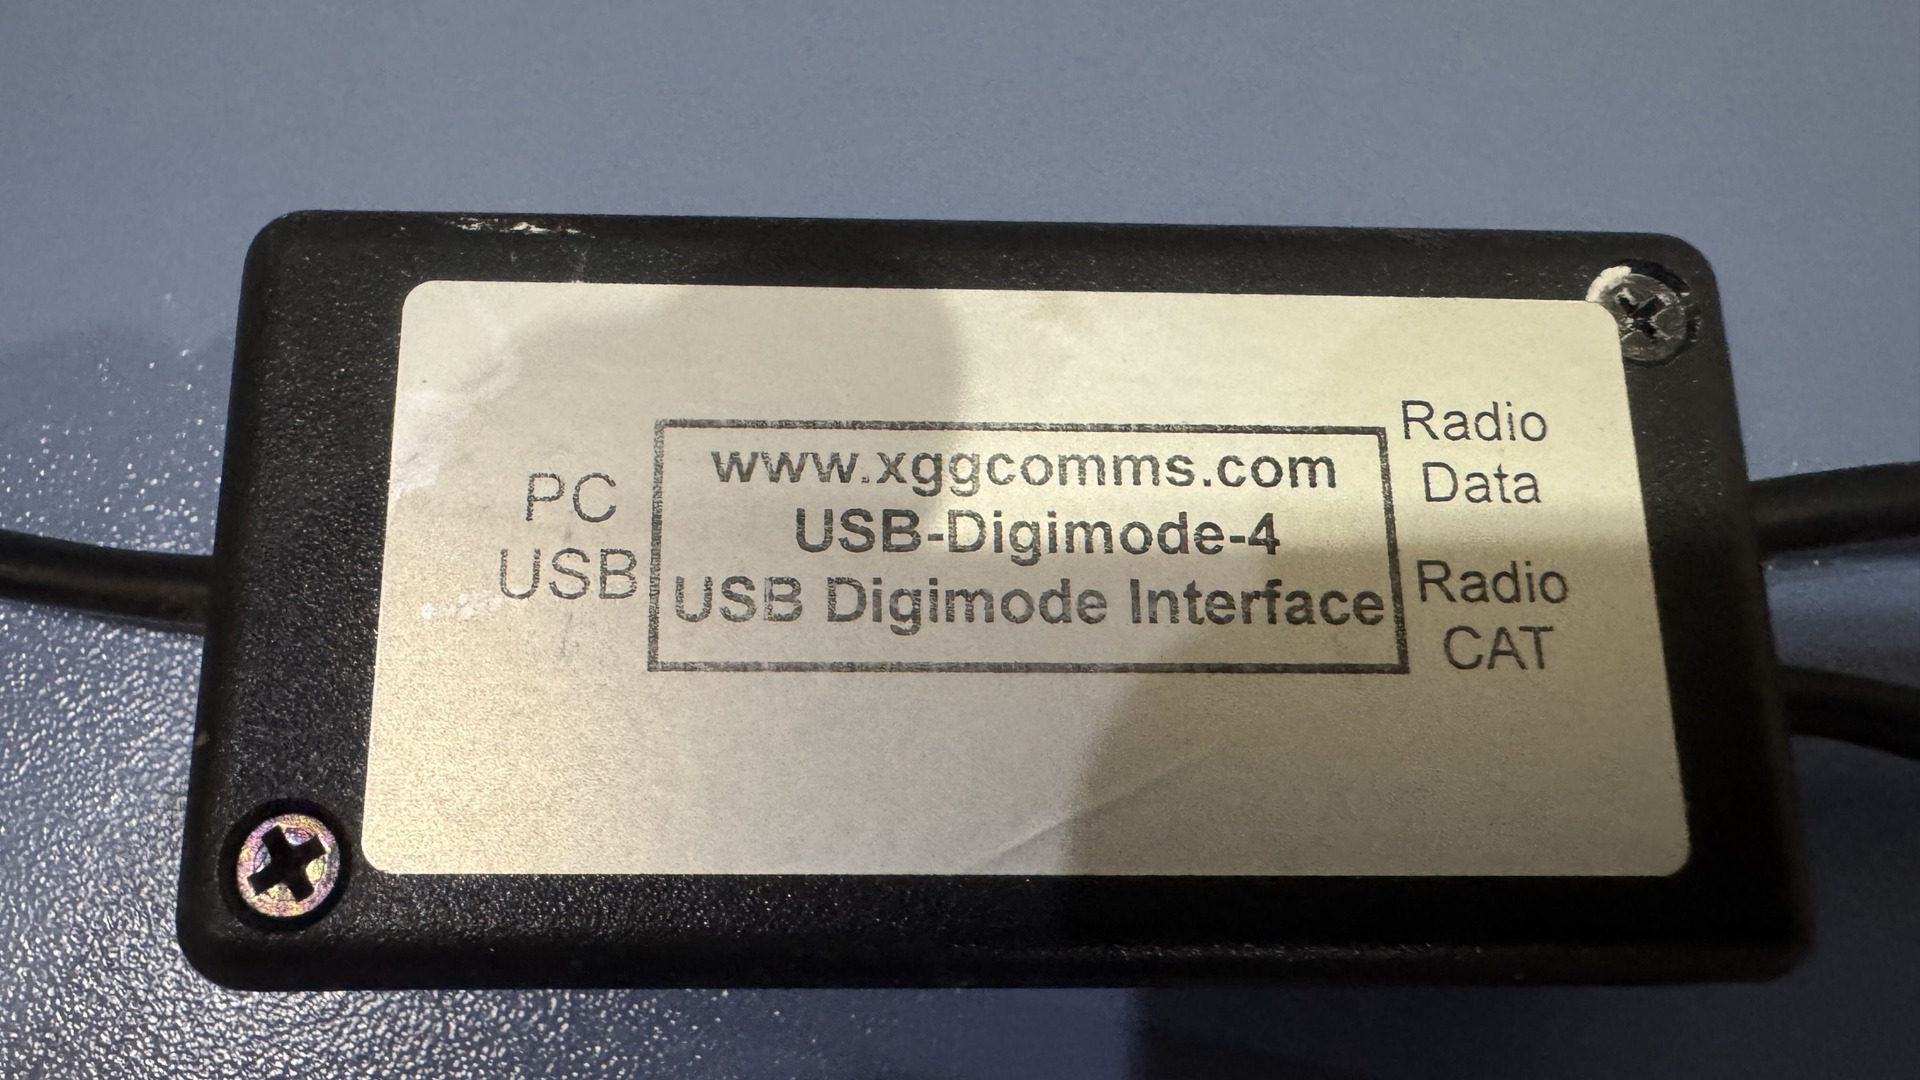 PC
USB
www.xggcomms.com
USB-Digimode-4
USB Digimode Interface
Radio
Data
Radio
CAT